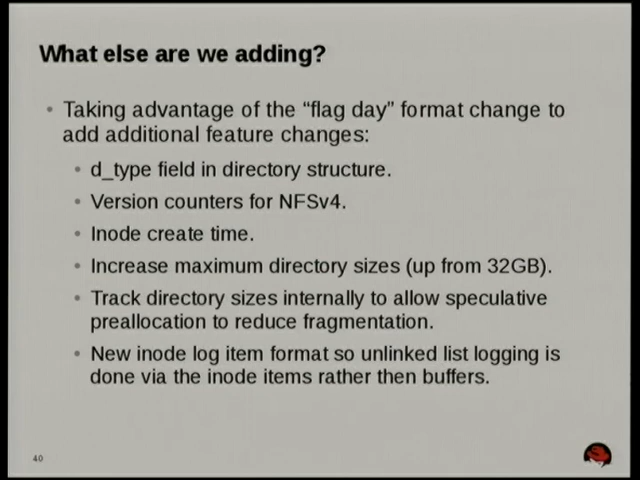 What else are we adding?
Taking advantage of the “flag day” format change to
add additional feature changes:
d_type field in directory structure.
Version counters for NFSv4.
Inode create time.
Increase maximum directory sizes (up from 32GB).
Track directory sizes internally to allow speculative
preallocation to reduce fragmentation.
New inode log item format so unlinked list logging is
done via the inode items rather then buffers.
40